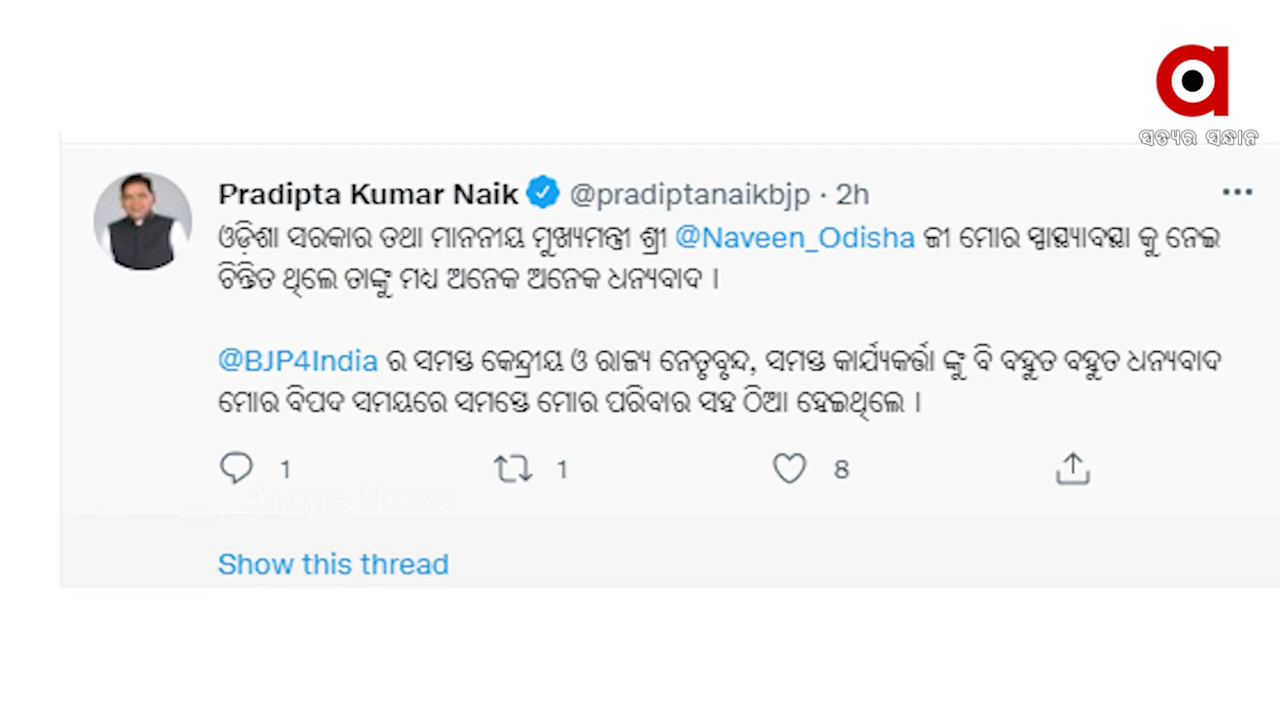 ସତ୍ୟର ସନ୍ଧାନ
Pradipta Kumar Naik @pradiptanaikbjp · 2h
ଓଡ଼ିଶା ସରକାର ତଥା ମାନନୀୟ ମୁଖ୍ୟମନ୍ତ୍ରୀ ଶ୍ରୀ @Naveen_Odisha ଜୀ ମୋର ସ୍ୱାସ୍ଥ୍ୟାବସ୍ଥା କୁ ନେଇ
ଚିନ୍ତିତ ଥିଲେ ତାଙ୍କୁ ମଧ୍ୟ ଅନେକ ଅନେକ ଧନ୍ୟବାଦ ।
@BJP4India ର ସମସ୍ତ କେନ୍ଦ୍ରୀୟ ଓ ରାଜ୍ୟ ନେତୃବୃନ୍ଦ, ସମସ୍ତ କାର୍ଯ୍ୟକର୍ତ୍ତା ଙ୍କୁ ବି ବହୁତ ବହୁତ ଧନ୍ୟବାଦ
ମୋର ବିପଦ ସମୟରେ ସମସ୍ତେ ମୋର ପରିବାର ସହ ଠିଆ ହେଇଥିଲେ ।
1 1 8
Argus News
Show this thread